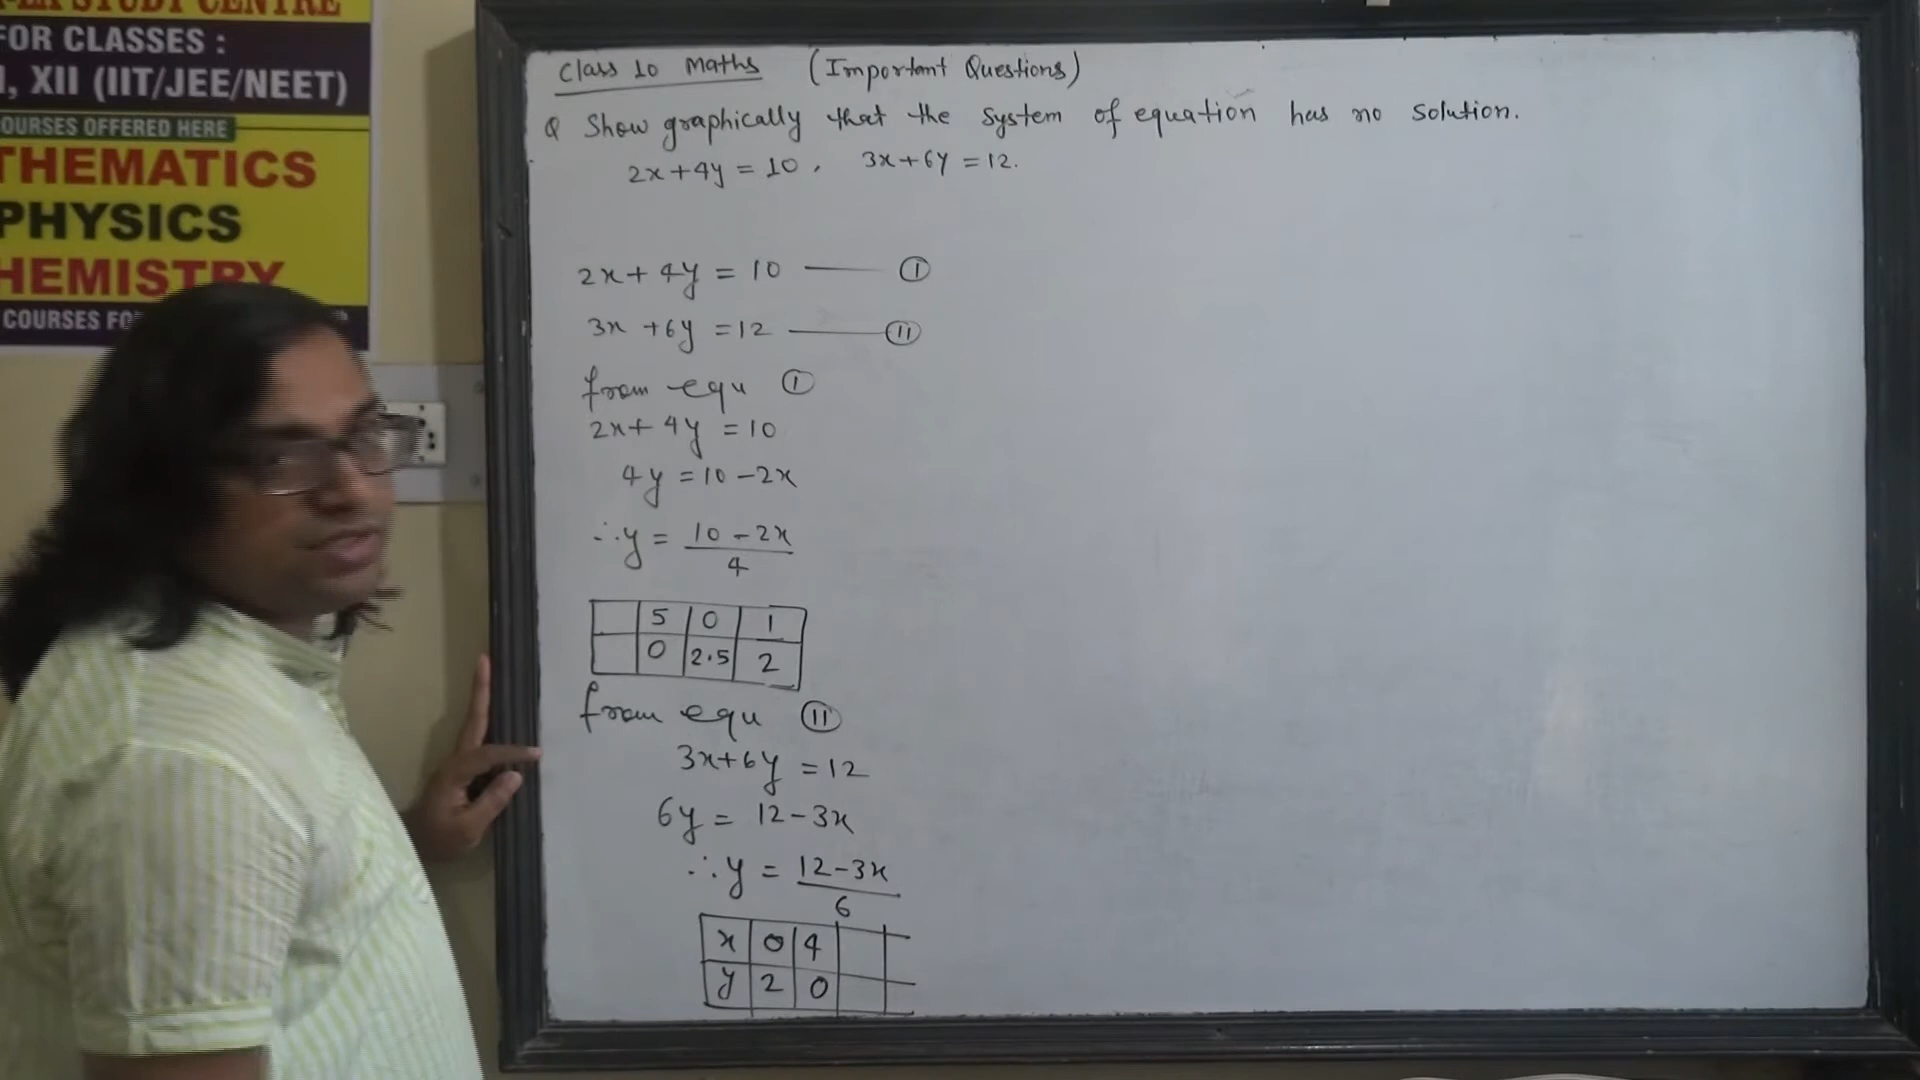 STUDY CENTRE
FOR CLASSES :
, XII (IIT/JEE/NEET)
OURSES OFFERED HERE
THEMATICS
PHYSICS
HEMISTRY
COURSES FO
Class 10 Maths (Important Questions)
Q Show graphically that the system of equation has no solution.
2x+4y = 10, 3x+6y = 12.
2x+4y = 10 —— I
3x+6y = 12 —— II
from equ I
2x+4y = 10
4y = 10-2x
∴y = 10-2x
4
5 0 1
0 2.5 2
from equ II
3x+6y = 12
6y = 12-3x
∴y = 12-3x
6
x 0 4
y 2 0